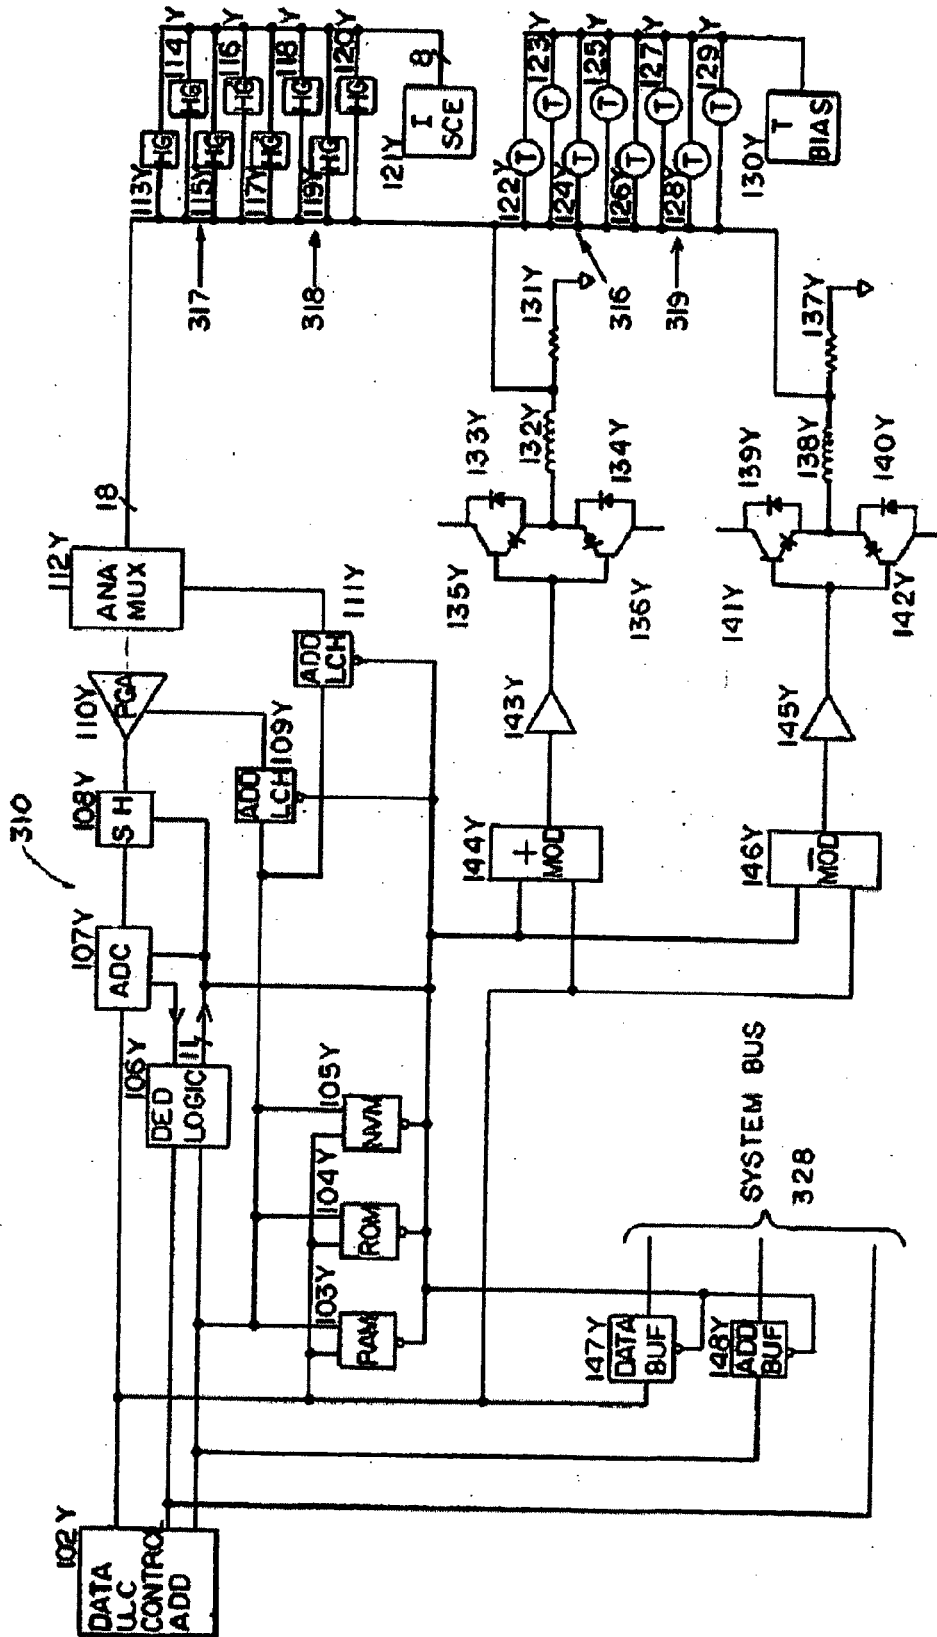 310
102Y
DATA
U.C
CONTROL
ADD
106Y
DED
LOGIC
11
107Y
ADC
108Y
S H
110Y
PGA
112Y
ANA
MUX
18
109Y
ADD
LCH
111Y
ADD
LCH
103Y
RAM
104Y
ROM
105Y
NVM
113Y
HG
114Y
HG
115Y
HG
116Y
HG
117Y
HG
118Y
HG
119Y
HG
120Y
HG
317
318
8
121Y
I
SCE
122Y
T
123Y
T
124Y
T
125Y
T
126Y
T
127Y
T
128Y
T
129Y
T
316
319
130Y
T
BIAS
131Y
132Y
133Y
134Y
135Y
136Y
137Y
138Y
139Y
140Y
141Y
142Y
143Y
144Y
+
MOD
145Y
146Y
–
MOD
147Y
DATA
BUF
148Y
ADD
BUF
SYSTEM BUS
328